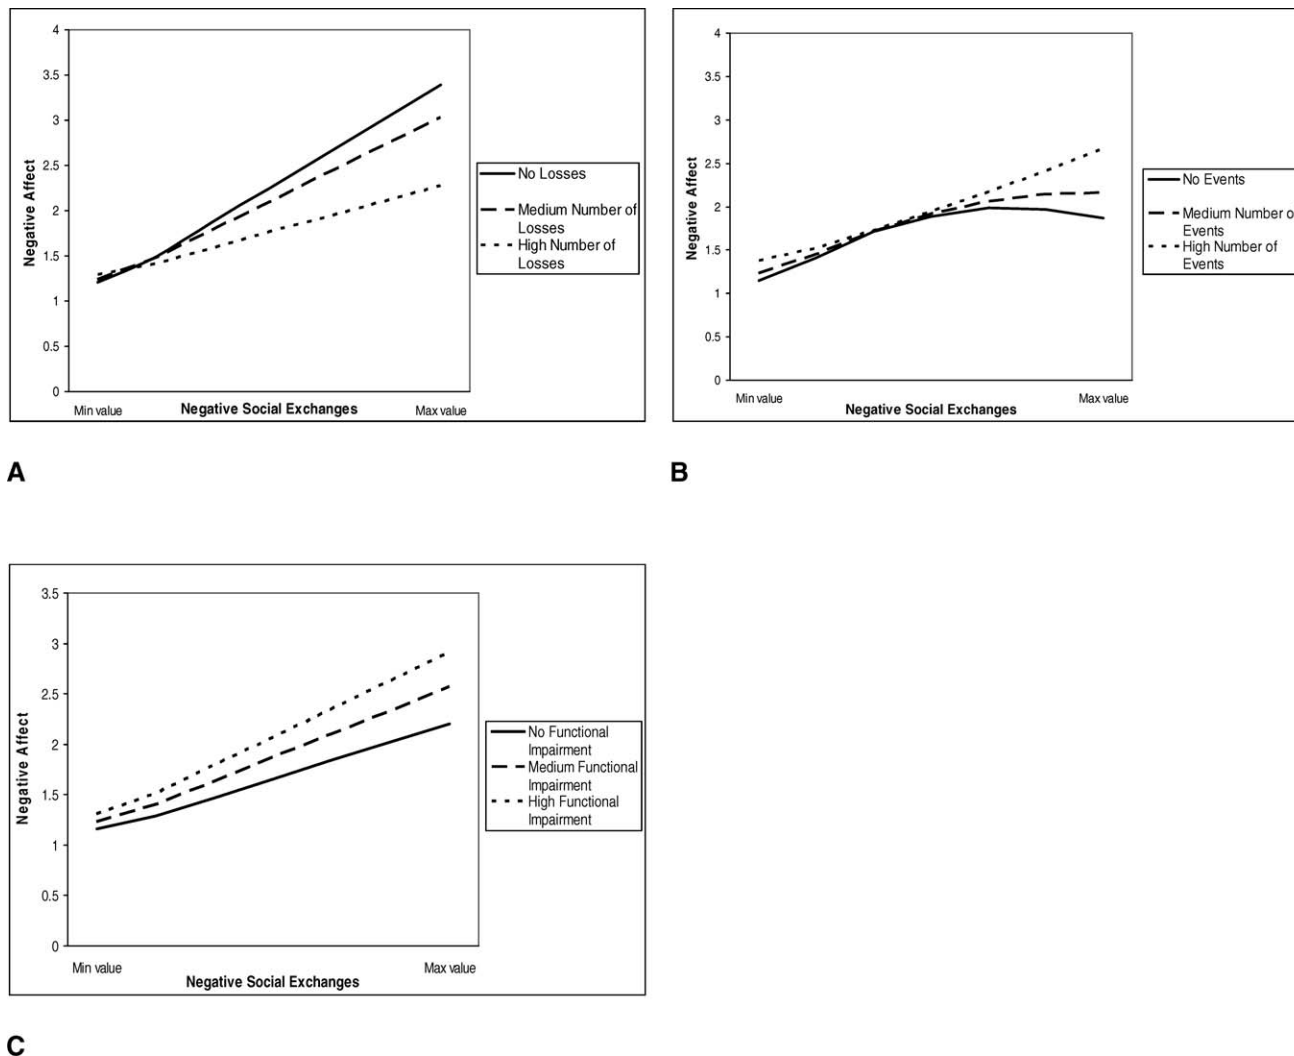 4
3.5
3
2.5
2
1.5
1
0.5
0
Negative Affect
Min value
Negative Social Exchanges
Max value
No Losses
Medium Number of
Losses
High Number of
Losses
A
4
3.5
3
2.5
2
1.5
1
0.5
0
Negative Affect
Min value
Negative Social Exchanges
Max value
No Events
Medium Number o
Events
High Number of
Events
B
3.5
3
2.5
2
1.5
1
0.5
0
Negative Affect
Min value
Negative Social Exchanges
Max value
No Functional
Impairment
Medium Functional
Impairment
High Functional
Impairment
C